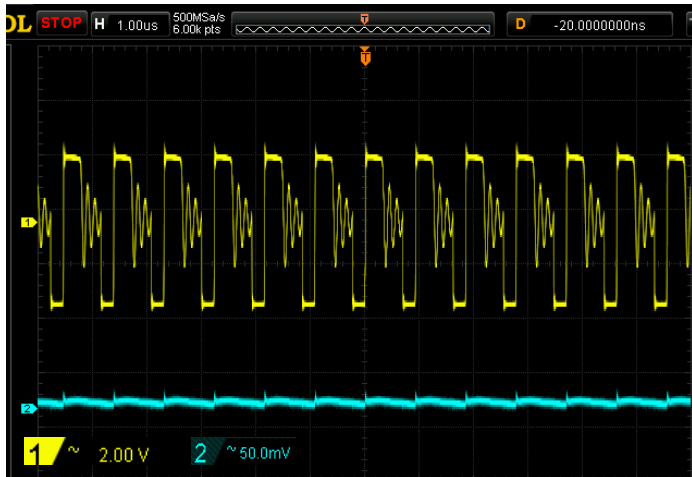 OL STOP H 1.00us 500MSa/s D -20.0000000ns
6.00k pts
T
T
1
2
1 ~ 2.00 V 2 ~ 50.0mV